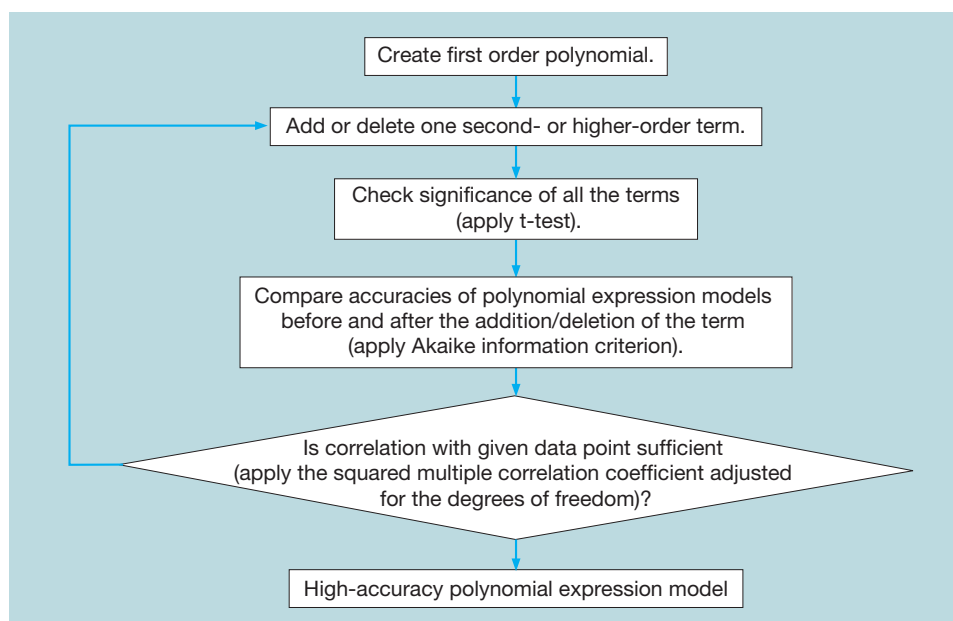 Create first order polynomial.
Add or delete one second- or higher-order term.
Check significance of all the terms
(apply t-test).
Compare accuracies of polynomial expression models
before and after the addition/deletion of the term
(apply Akaike information criterion).
Is correlation with given data point sufficient
(apply the squared multiple correlation coefficient adjusted
for the degrees of freedom)?
High-accuracy polynomial expression model